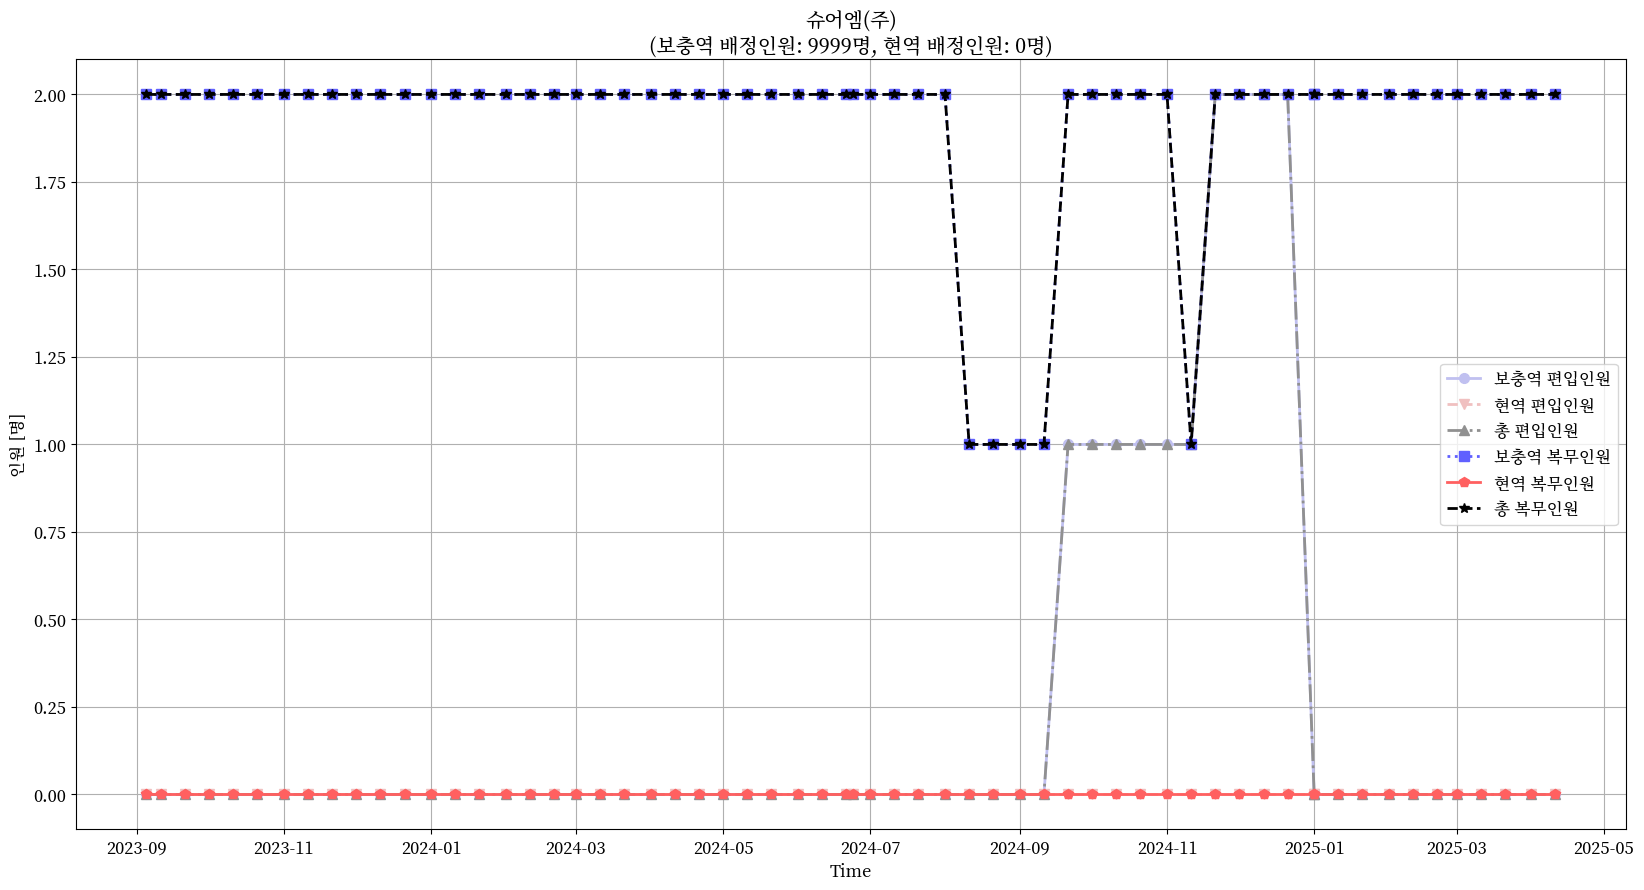 슈어엠(주)
(보충역 배정인원: 9999명, 현역 배정인원: 0명)
2.00
1.75
1.50
1.25
1.00
0.75
0.50
0.25
0.00
인원 [명]
보충역 편입인원
현역 편입인원
총 편입인원
보충역 복무인원
현역 복무인원
총 복무인원
2023-09
2023-11
2024-01
2024-03
2024-05
2024-07
2024-09
2024-11
2025-01
2025-03
2025-05
Time